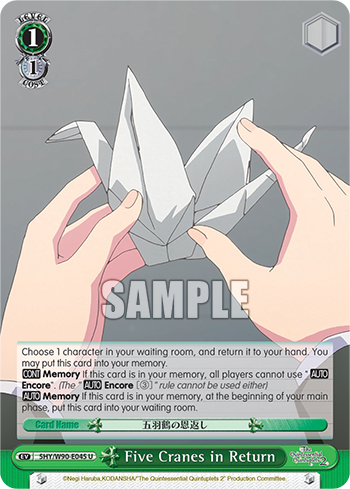 LEVEL
1
1
COST
SAMPLE
Choose 1 character in your waiting room, and return it to your hand. You
may put this card into your memory.
CONT Memory If this card is in your memory, all players cannot use " AUTO
Encore". (The " AUTO Encore [③]" rule cannot be used either)
AUTO Memory If this card is in your memory, at the beginning of your main
phase, put this card into your waiting room.
Card Name 五羽鶴の恩返し
EV 5HY/W90-E045 U Five Cranes in Return
©Negi Haruba,KODANSHA/"The Quintessential Quintuplets 2" Production Committee.